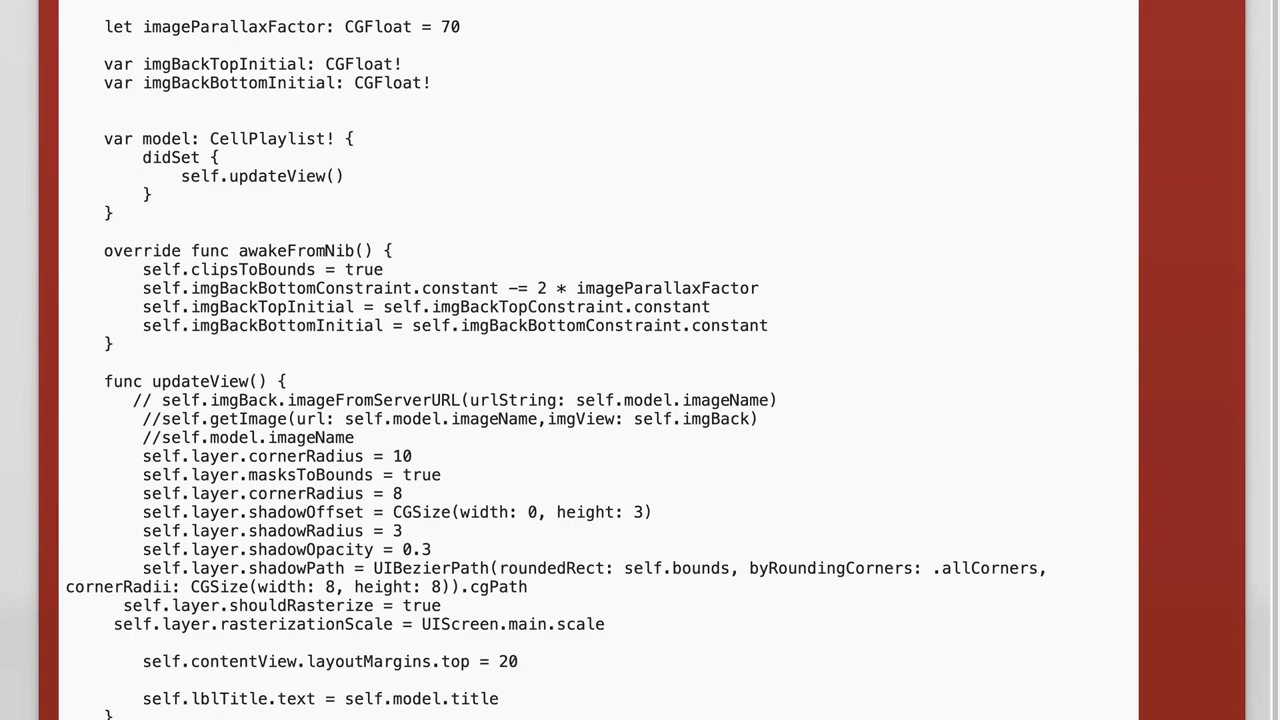 let imageParallaxFactor: CGFloat = 70
var imgBackTopInitial: CGFloat!
var imgBackBottomInitial: CGFloat!
var model: CellPlaylist! {
didSet {
self.updateView()
}
}
override func awakeFromNib() {
self.clipsToBounds = true
self.imgBackBottomConstraint.constant -= 2 * imageParallaxFactor
self.imgBackTopInitial = self.imgBackTopConstraint.constant
self.imgBackBottomInitial = self.imgBackBottomConstraint.constant
}
func updateView() {
// self.imgBack.imageFromServerURL(urlString: self.model.imageName)
//self.getImage(url: self.model.imageName,imgView: self.imgBack)
//self.model.imageName
self.layer.cornerRadius = 10
self.layer.masksToBounds = true
self.layer.cornerRadius = 8
self.layer.shadowOffset = CGSize(width: 0, height: 3)
self.layer.shadowRadius = 3
self.layer.shadowOpacity = 0.3
self.layer.shadowPath = UIBezierPath(roundedRect: self.bounds, byRoundingCorners: .allCorners,
cornerRadii: CGSize(width: 8, height: 8)).cgPath
self.layer.shouldRasterize = true
self.layer.rasterizationScale = UIScreen.main.scale
self.contentView.layoutMargins.top = 20
self.lblTitle.text = self.model.title
}